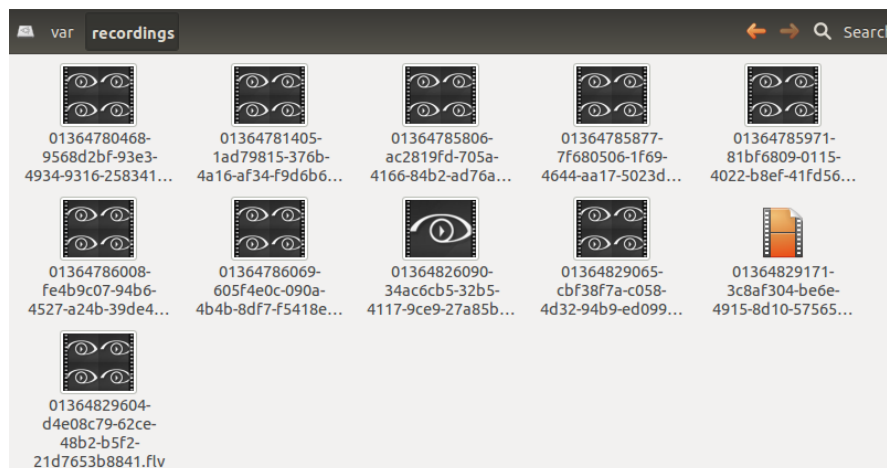 var recordings Searc
01364780468- 01364781405- 01364785806- 01364785877- 01364785971-
9568d2bf-93e3- 1ad79815-376b- ac2819fd-705a- 7f680506-1f69- 81bf6809-0115-
4934-9316-258341... 4a16-af34-f9d6b6... 4166-84b2-ad76a... 4644-aa17-5023d... 4022-b8ef-41fd56...
01364786008- 01364786069- 01364826090- 01364829065- 01364829171-
fe4b9c07-94b6- 605f4e0c-090a- 34ac6cb5-32b5- cbf38f7a-c058- 3c8af304-be6e-
4527-a24b-39de4... 4b4b-8df7-f5418e... 4117-9ce9-27a85b... 4d32-94b9-ed099... 4915-8d10-57565...
01364829604-
d4e08c79-62ce-
48b2-b5f2-
21d7653b8841.flv